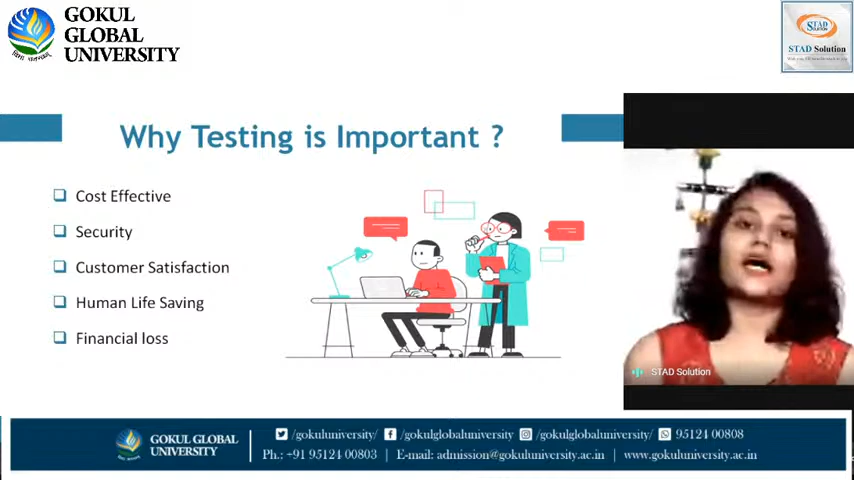 GOKUL
GLOBAL
UNIVERSITY
STAD
SOLUTION
STAD Solution
Why Testing is Important ?
Cost Effective
Security
Customer Satisfaction
Human Life Saving
Financial loss
STAD Solution
GOKUL GLOBAL
UNIVERSITY
/gokuluniversity/ /gokulglobaluniversity /gokulglobaluniversity/ 95124 00808
Ph.: +91 95124 00803 | E-mail: admission@gokuluniversity.ac.in | www.gokuluniversity.ac.in